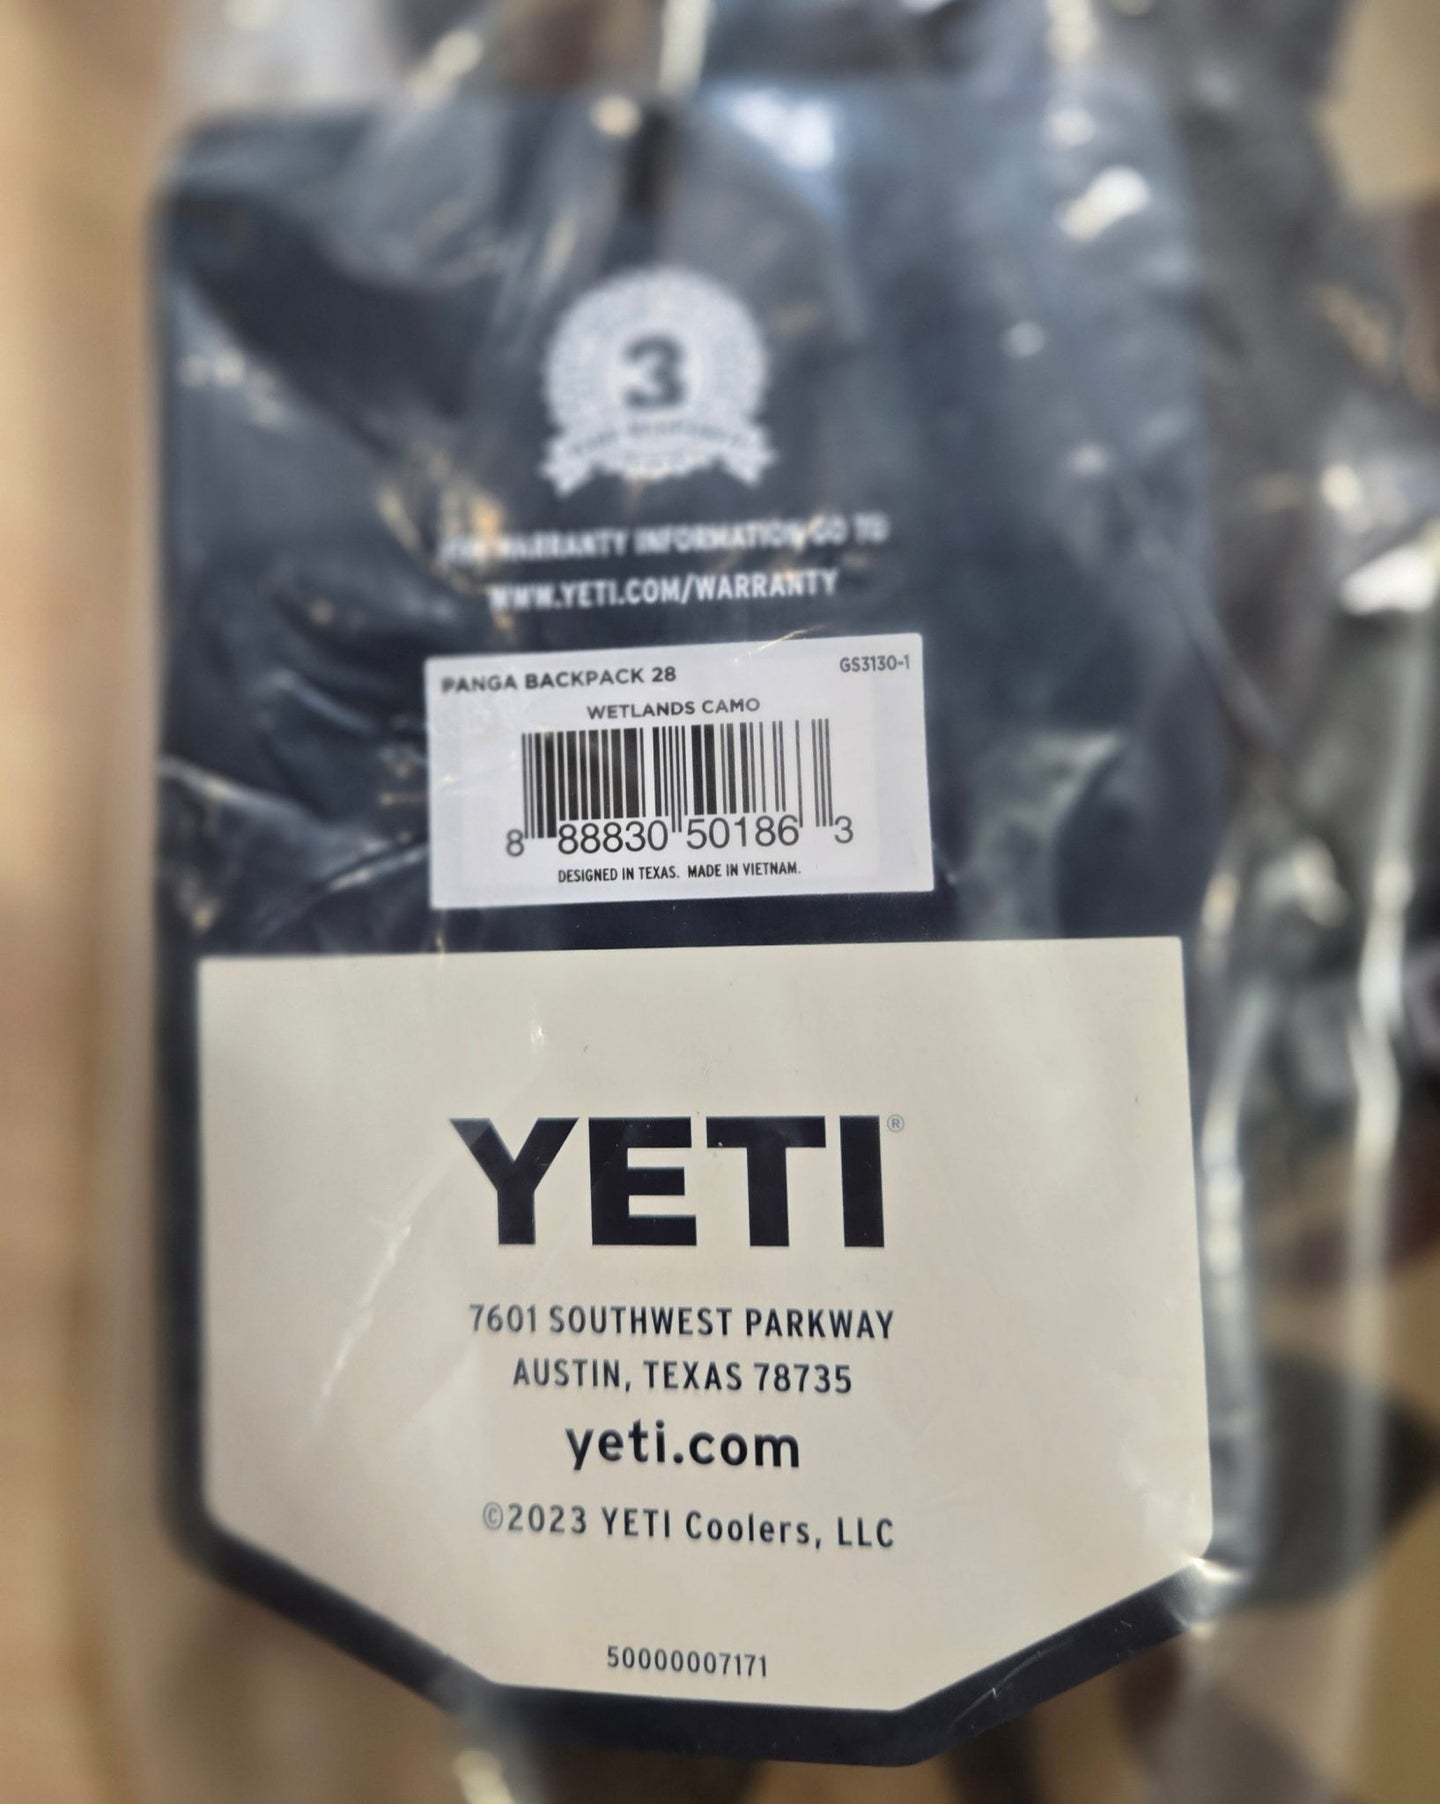 3
WARRANTY INFORMATION GO TO
WWW.YETI.COM/WARRANTY
PANGA BACKPACK 28 GS3130-1
WETLANDS CAMO
8 88830 50186 3
DESIGNED IN TEXAS. MADE IN VIETNAM.
YETI®
7601 SOUTHWEST PARKWAY
AUSTIN, TEXAS 78735
yeti.com
©2023 YETI Coolers, LLC
50000007171